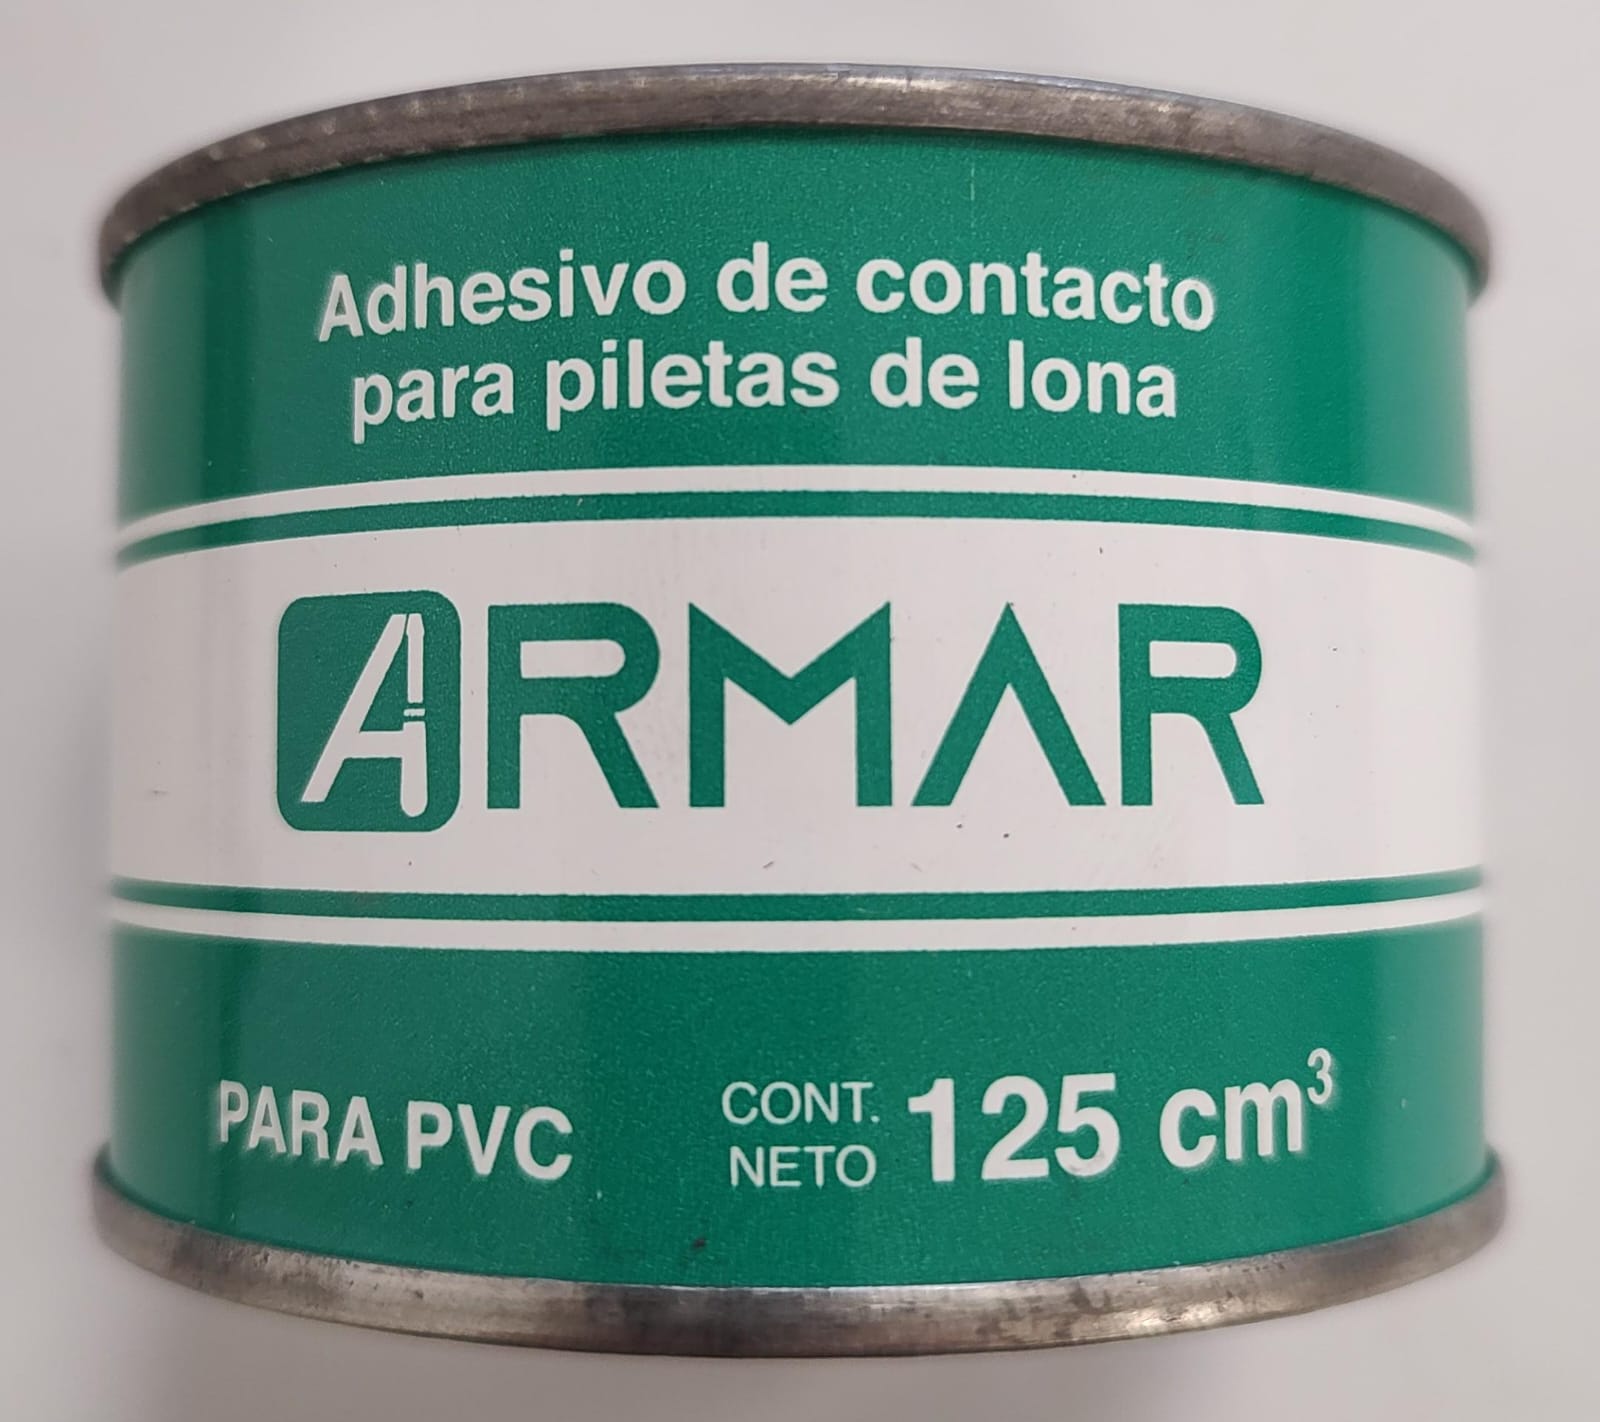 Adhesivo de contacto
para piletas de lona
ARMAR
PARA PVC
CONT.
NETO
125 cm³